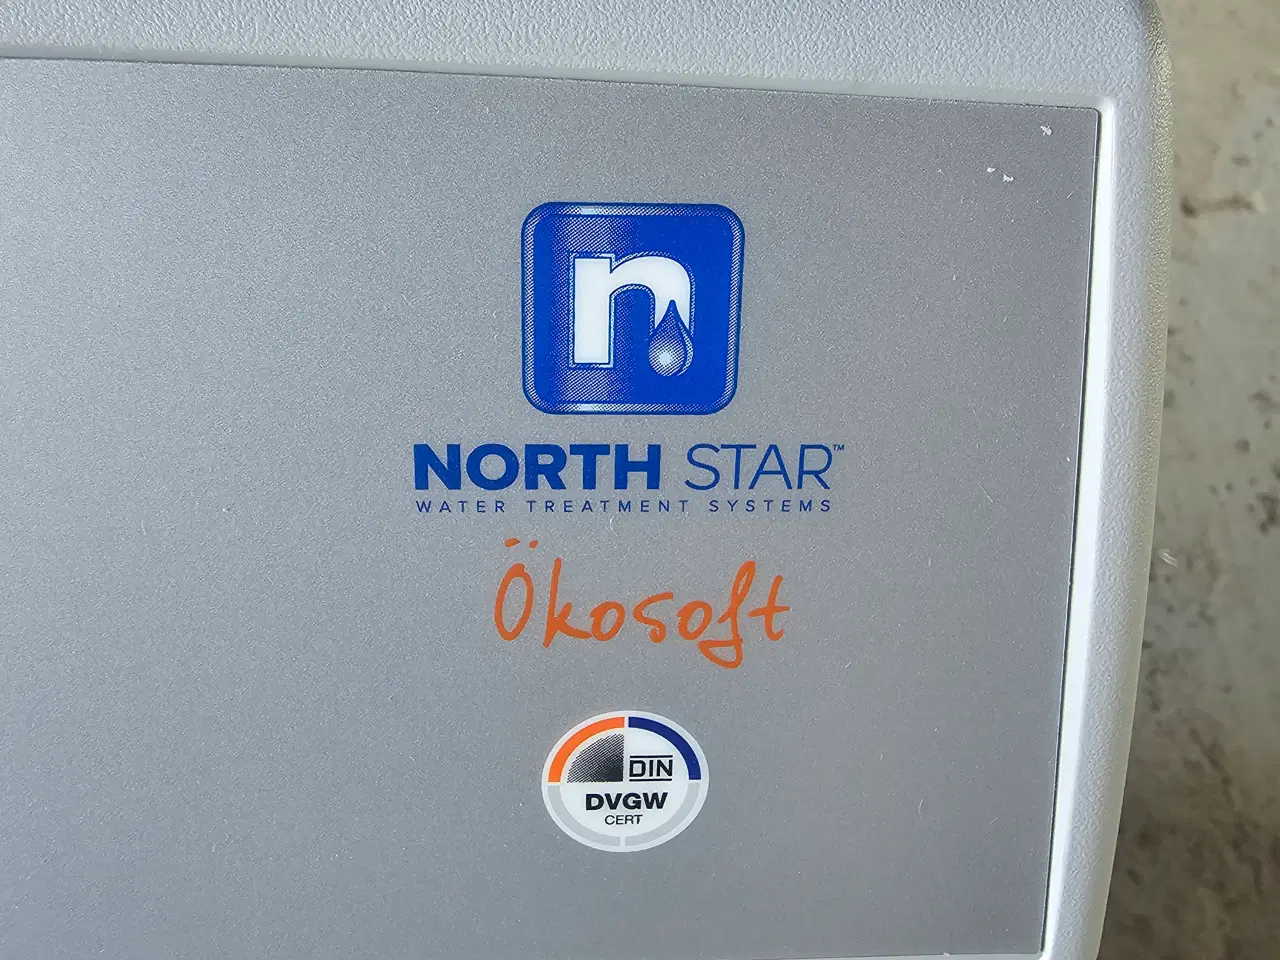 n
NORTH STAR™
WATER TREATMENT SYSTEMS
Ökosoft
DIN
DVGW
CERT